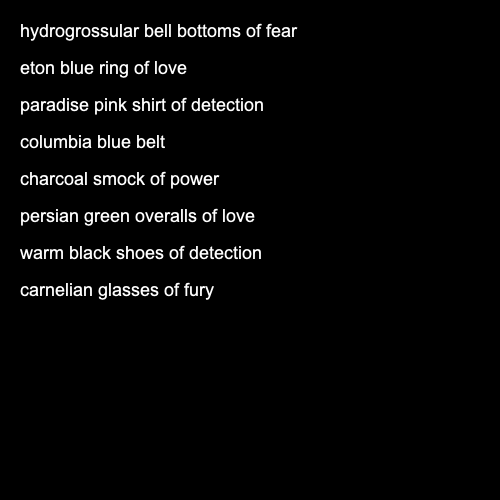 hydrogrossular bell bottoms of fear
eton blue ring of love
paradise pink shirt of detection
columbia blue belt
charcoal smock of power
persian green overalls of love
warm black shoes of detection
carnelian glasses of fury